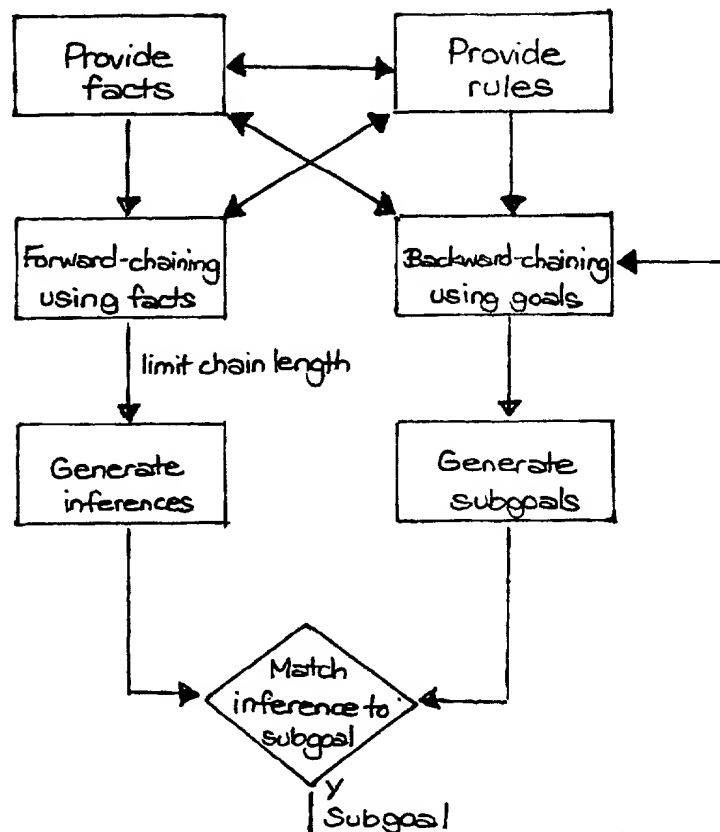 Provide
facts
Provide
rules
Forward-chaining
using facts
Backward-chaining
using goals
limit chain length
Generate
inferences
Generate
subgoals
Match
inference to
subgoal
Y
Subgoal